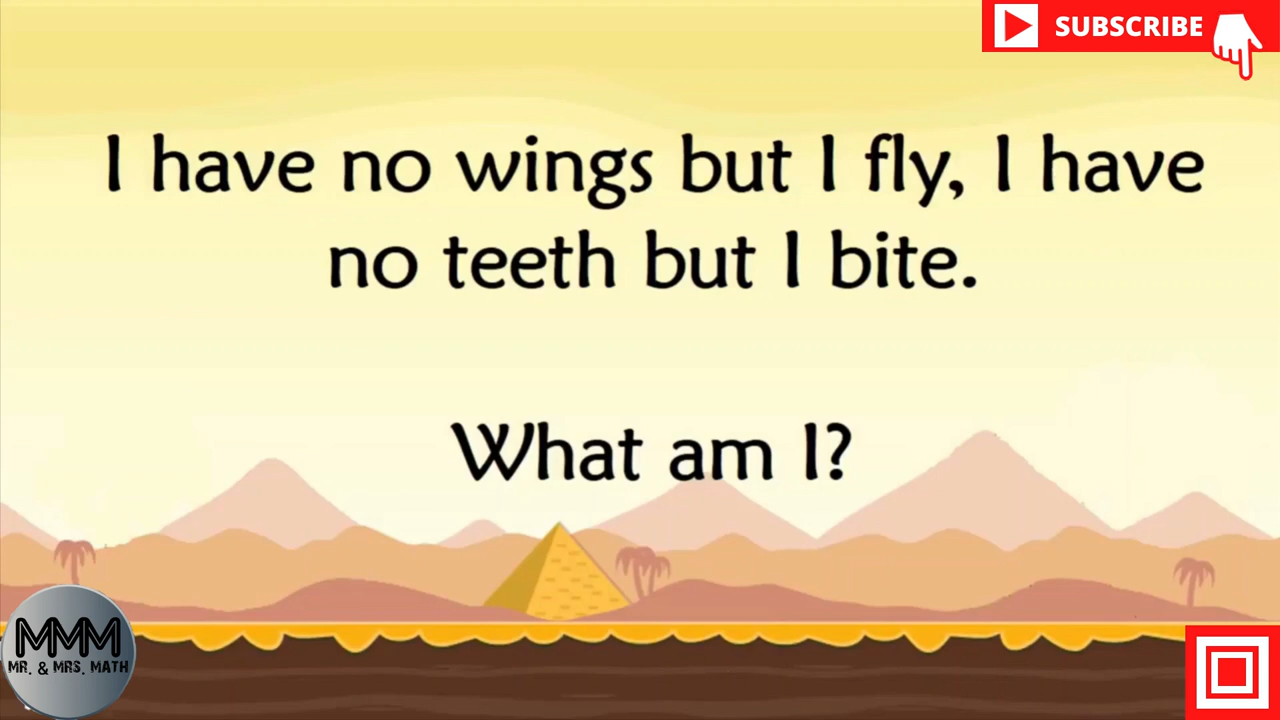 SUBSCRIBE
I have no wings but I fly, I have
no teeth but I bite.
What am I?
MMM
MR. & MRS. MATH